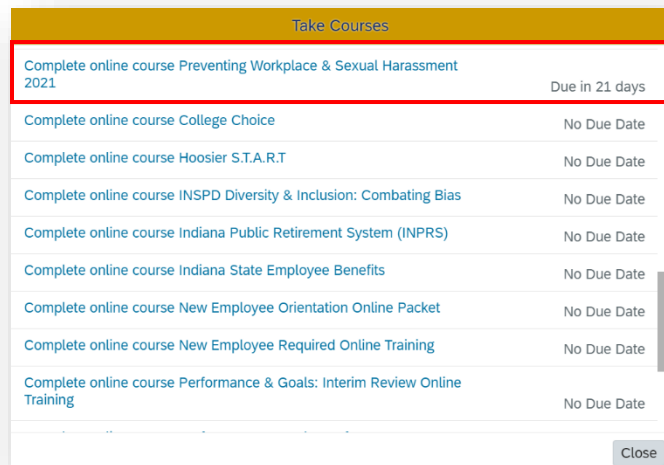 Take Courses
Complete online course Preventing Workplace & Sexual Harassment
2021
Due in 21 days
Complete online course College Choice
No Due Date
Complete online course Hoosier S.T.A.R.T
No Due Date
Complete online course INSPD Diversity & Inclusion: Combating Bias
No Due Date
Complete online course Indiana Public Retirement System (INPRS)
No Due Date
Complete online course Indiana State Employee Benefits
No Due Date
Complete online course New Employee Orientation Online Packet
No Due Date
Complete online course New Employee Required Online Training
No Due Date
Complete online course Performance & Goals: Interim Review Online
Training
No Due Date
Close